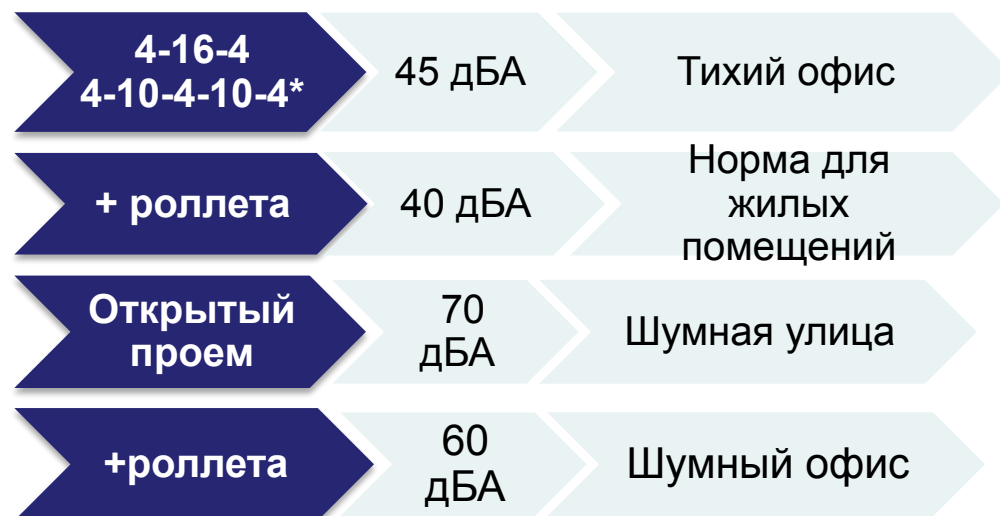 4-16-4
4-10-4-10-4*
45 дБА
Тихий офис
+ роллета
40 дБА
Норма для
жилых
помещений
Открытый
проем
70
дБА
Шумная улица
+роллета
60
дБА
Шумный офис